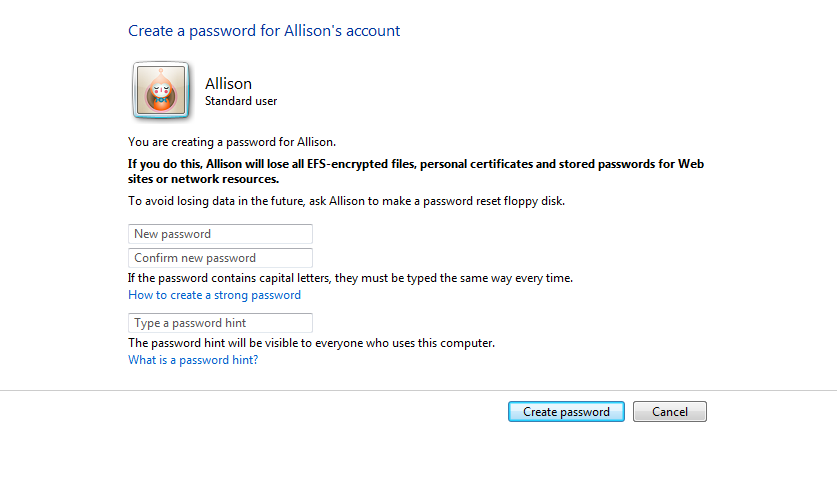 Create a password for Allison's account
Allison
Standard user
You are creating a password for Allison.
If you do this, Allison will lose all EFS-encrypted files, personal certificates and stored passwords for Web
sites or network resources.
To avoid losing data in the future, ask Allison to make a password reset floppy disk.
New password
Confirm new password
If the password contains capital letters, they must be typed the same way every time.
How to create a strong password
Type a password hint
The password hint will be visible to everyone who uses this computer.
What is a password hint?
Create password
Cancel